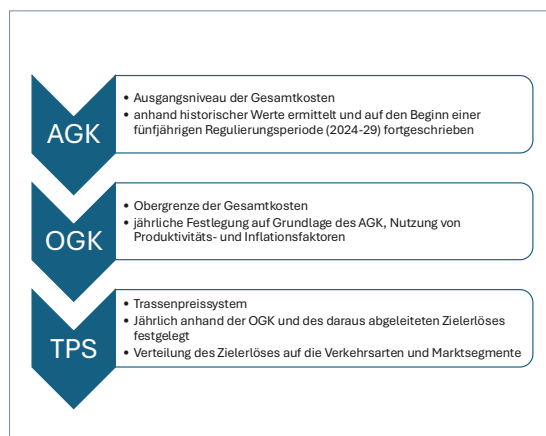 AGK
• Ausgangsniveau der Gesamtkosten
• anhand historischer Werte ermittelt und auf den Beginn einer
fünfjährigen Regulierungsperiode (2024-29) fortgeschrieben
OGK
• Obergrenze der Gesamtkosten
• jährliche Festlegung auf Grundlage des AGK, Nutzung von
Produktivitäts- und Inflationsfaktoren
TPS
• Trassenpreissystem
• Jährlich anhand der OGK und des daraus abgeleiteten Zielerlöses
festgelegt
• Verteilung des Zielerlöses auf die Verkehrsarten und Marktsegmente